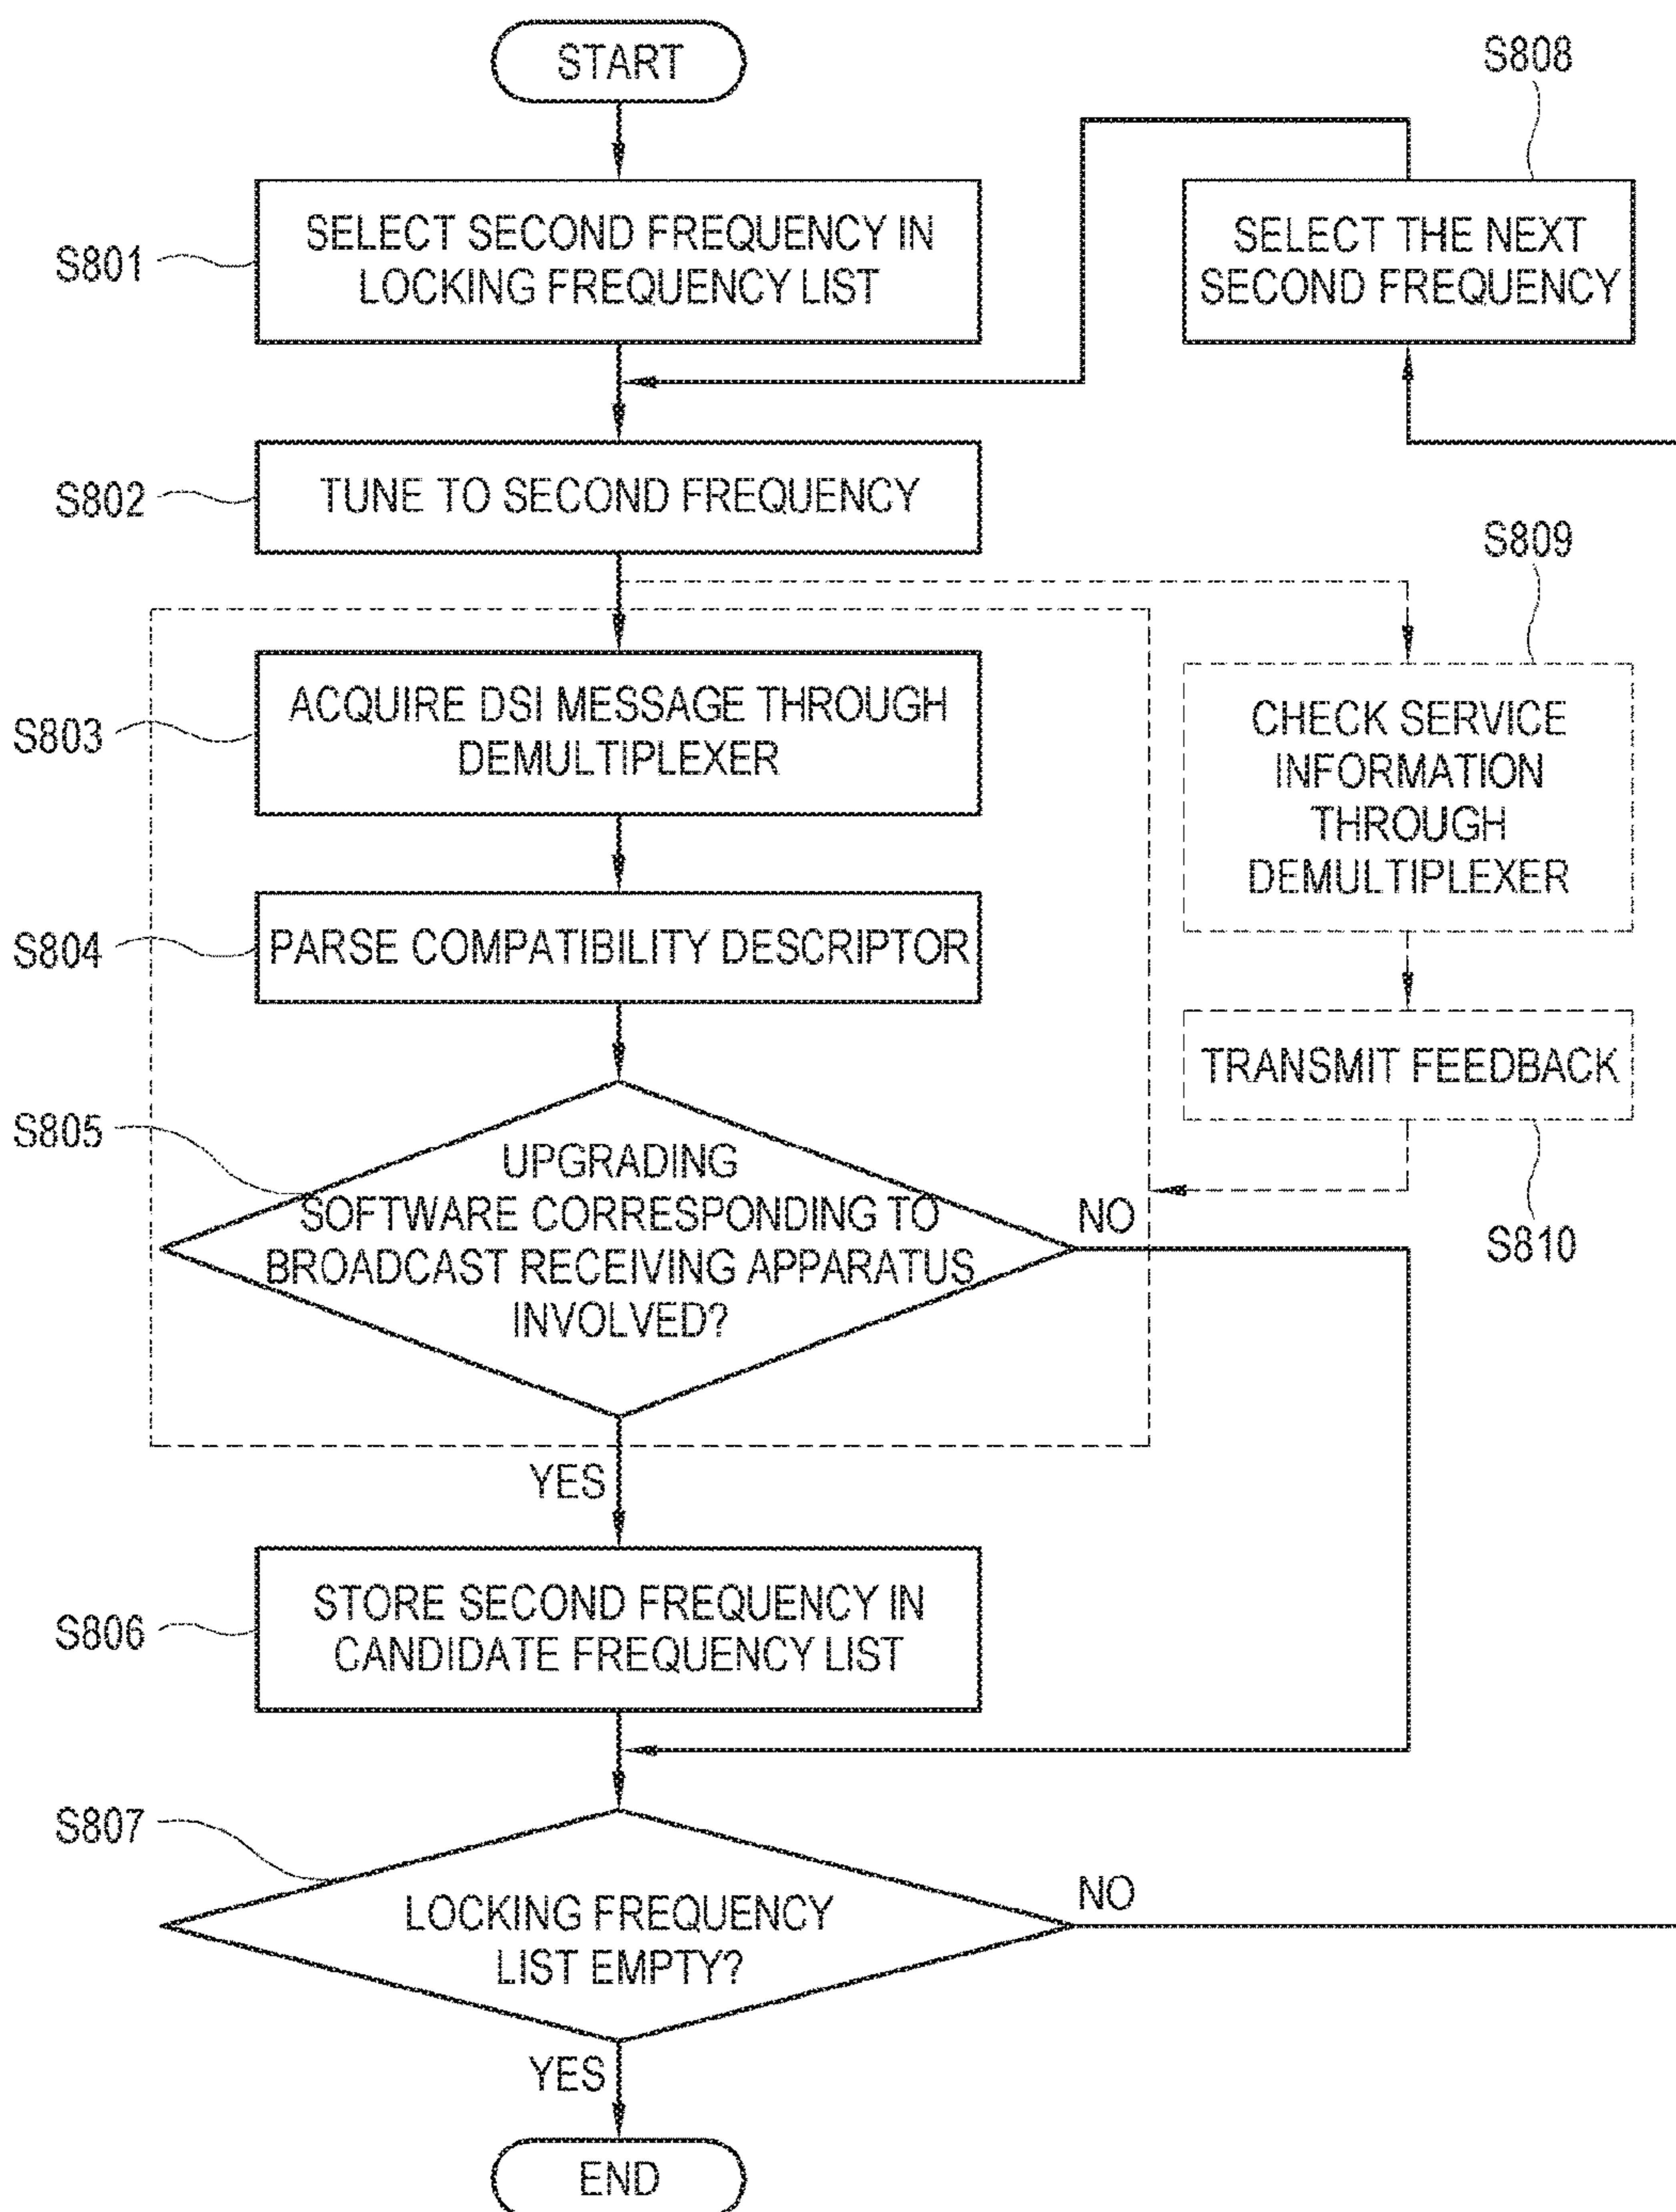 START
S808
S801
SELECT SECOND FREQUENCY IN
LOCKING FREQUENCY LIST
SELECT THE NEXT
SECOND FREQUENCY
S802
TUNE TO SECOND FREQUENCY
S809
S803
ACQUIRE DSI MESSAGE THROUGH
DEMULTIPLEXER
CHECK SERVICE
INFORMATION
THROUGH
DEMULTIPLEXER
S804
PARSE COMPATIBILITY DESCRIPTOR
TRANSMIT FEEDBACK
S805
UPGRADING
SOFTWARE CORRESPONDING TO
BROADCAST RECEIVING APPARATUS
INVOLVED?
NO
S810
YES
S806
STORE SECOND FREQUENCY IN
CANDIDATE FREQUENCY LIST
S807
LOCKING FREQUENCY
LIST EMPTY?
NO
YES
END